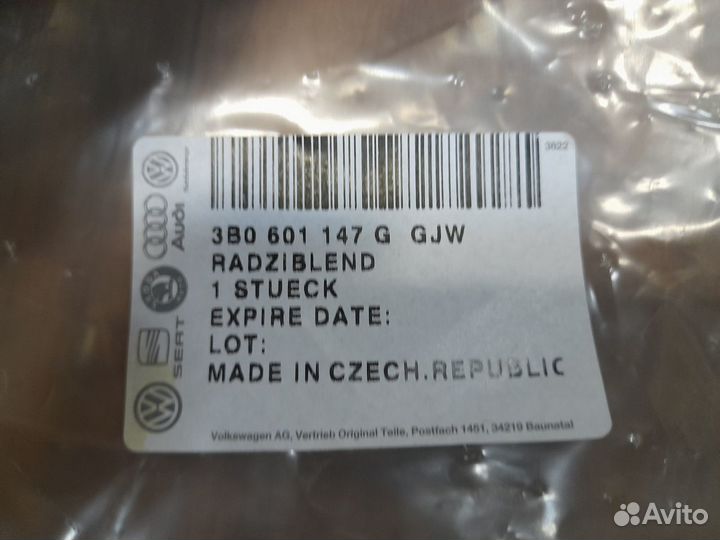 3622
3B0 601 147 G GJW
RADZIBLEND
1 STUECK
EXPIRE DATE:
LOT:
MADE IN CZECH.REPUBLIC
Volkswagen AG, Vertrieb Original Teile, Postfach 1461, 34219 Baunatal
Audi
SEAT
Avito